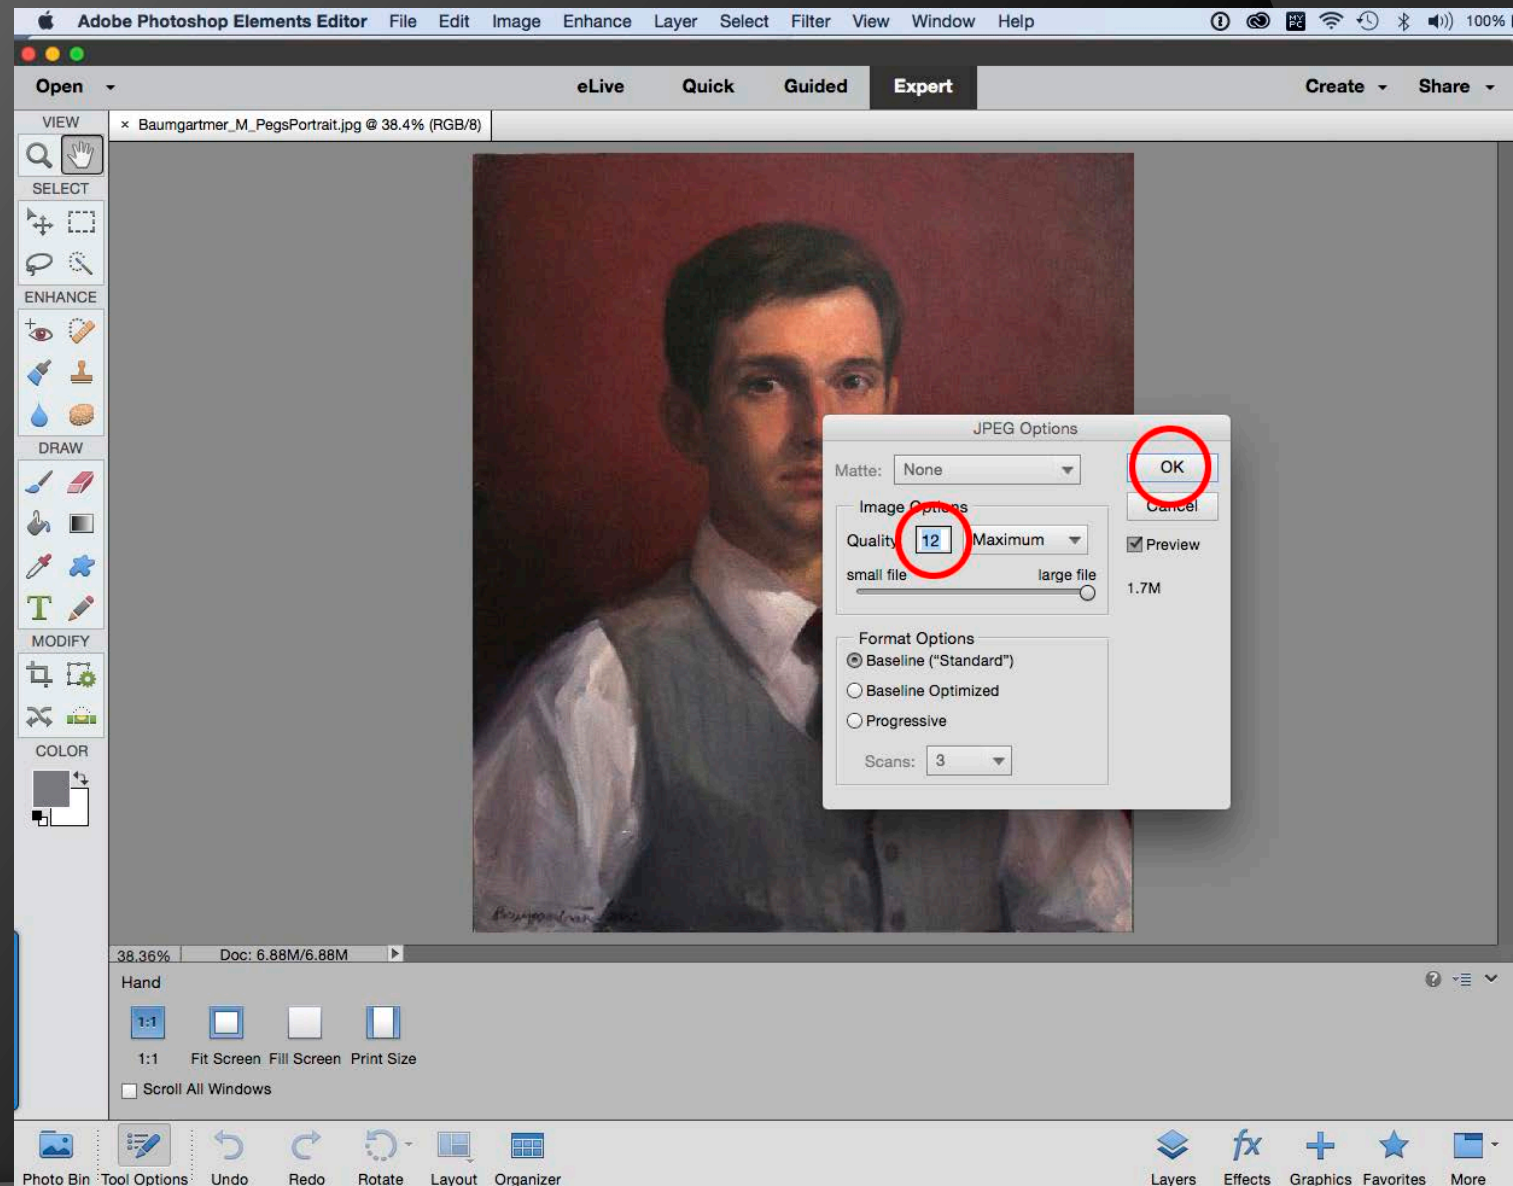 Adobe Photoshop Elements Editor File Edit Image Enhance Layer Select Filter View Window Help 100%
Open eLive Quick Guided Expert Create Share
VIEW
× Baumgartmer_M_PegsPortrait.jpg @ 38.4% (RGB/8)
SELECT
ENHANCE
DRAW
T
MODIFY
COLOR
JPEG Options
Matte: None
OK
Cancel
Image Options
Quality 12 Maximum
Preview
small file large file
1.7M
Format Options
Baseline (“Standard”)
Baseline Optimized
Progressive
Scans: 3
38.36% Doc: 6.88M/6.88M
Hand
1:1
1:1 Fit Screen Fill Screen Print Size
Scroll All Windows
fx
Photo Bin Tool Options Undo Redo Rotate Layout Organizer Layers Effects Graphics Favorites More